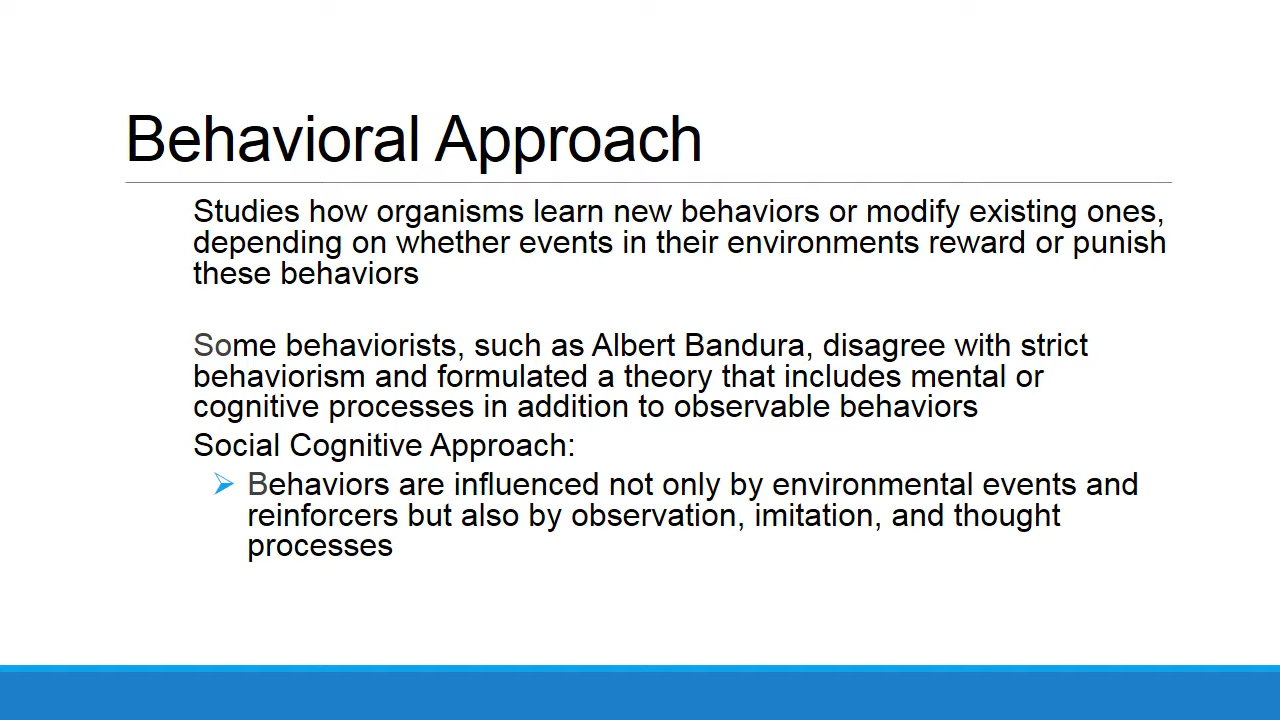 Behavioral Approach
Studies how organisms learn new behaviors or modify existing ones,
depending on whether events in their environments reward or punish
these behaviors
Some behaviorists, such as Albert Bandura, disagree with strict
behaviorism and formulated a theory that includes mental or
cognitive processes in addition to observable behaviors
Social Cognitive Approach:
Behaviors are influenced not only by environmental events and
reinforcers but also by observation, imitation, and thought
processes